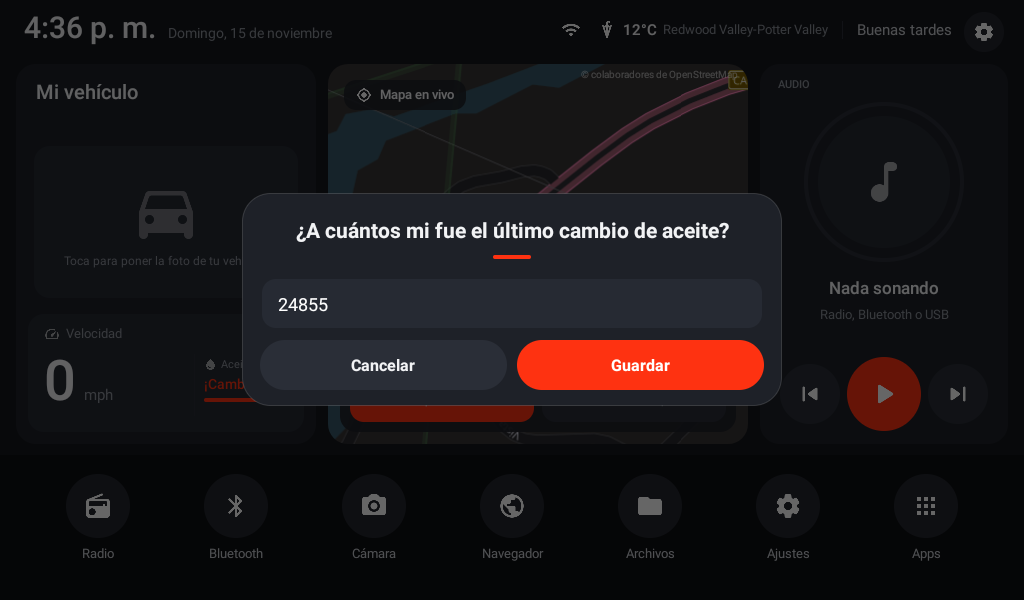 4:36 p. m.
Domingo, 15 de noviembre
12°C
Redwood Valley-Potter Valley
Buenas tardes
Mi vehículo
Toca para poner la foto de tu
Velocidad
0 mph
Mapa en vivo
© colaboradores de OpenStreetMap
CA
AUDIO
Nada sonando
Radio, Bluetooth o USB
¿A cuántos mi fue el último cambio de aceite?
24855
Cancelar
Guardar
Radio
Bluetooth
Cámara
Navegador
Archivos
Ajustes
Apps